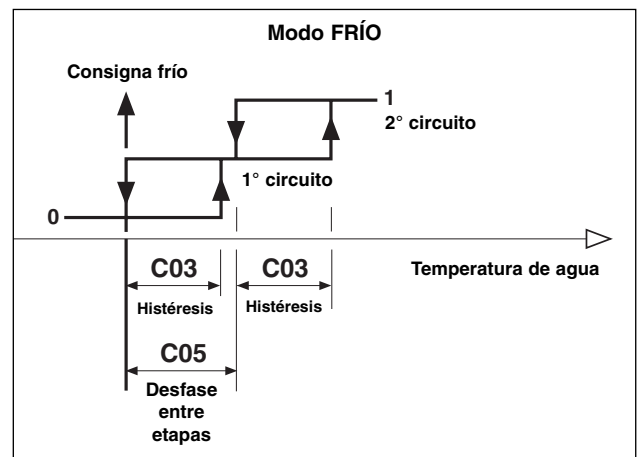 Modo FRÍO
Consigna frío
1
2° circuito
1° circuito
0
C03
C03
Temperatura de agua
Histéresis
Histéresis
C05
Desfase
entre
etapas